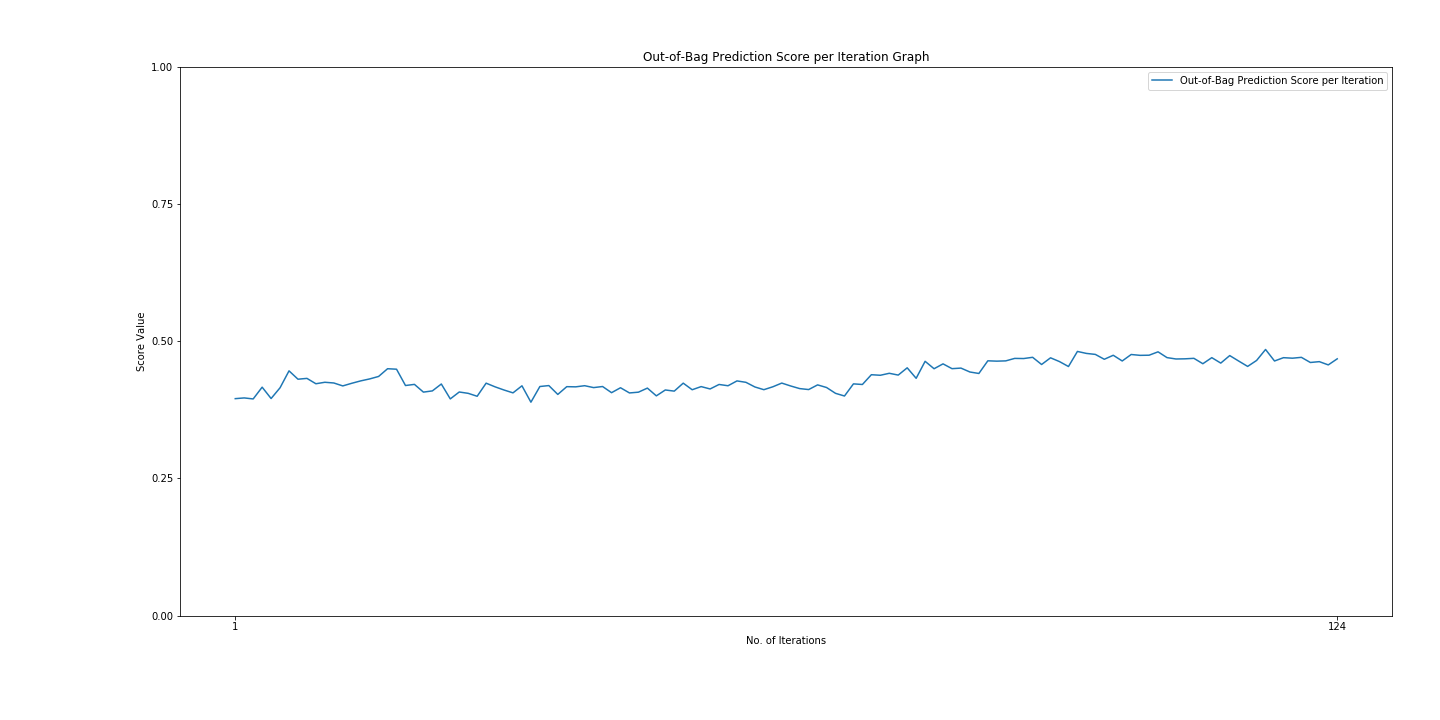 Out-of-Bag Prediction Score per Iteration Graph
1.00
Out-of-Bag Prediction Score per Iteration
0.75
0.50
Score Value
0.25
0.00
1
124
No. of Iterations